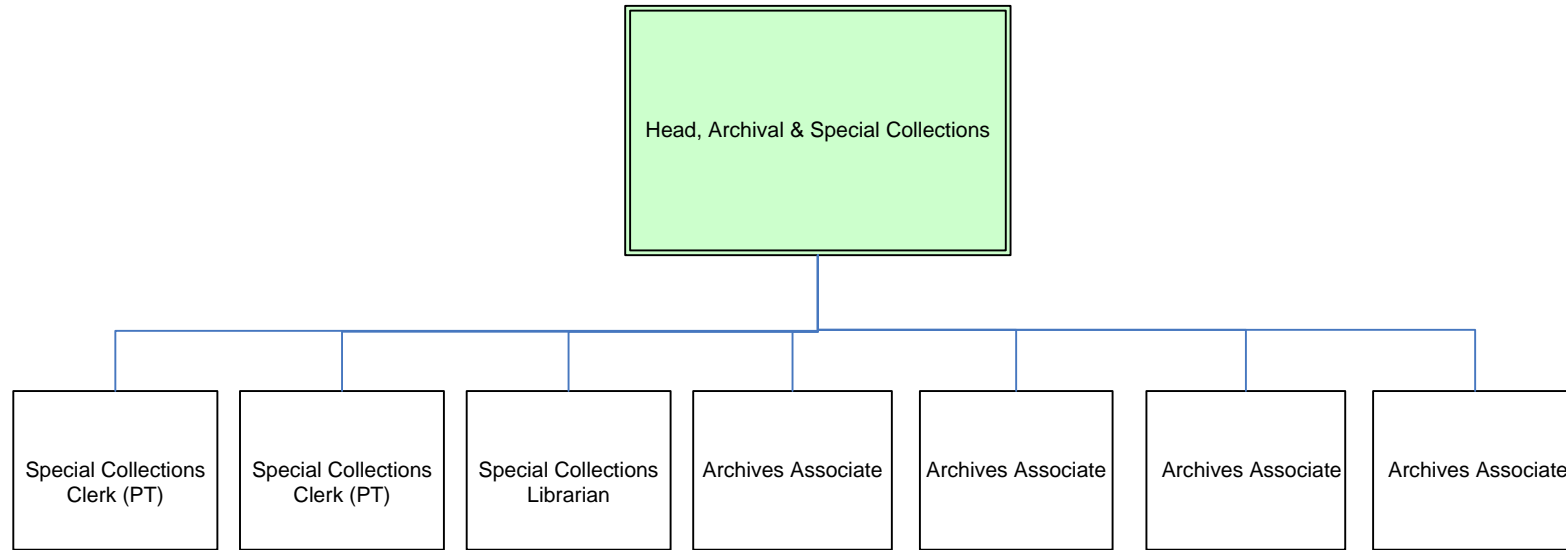 Head, Archival & Special Collections
Special Collections
Clerk (PT)
Special Collections
Clerk (PT)
Special Collections
Librarian
Archives Associate
Archives Associate
Archives Associate
Archives Associate